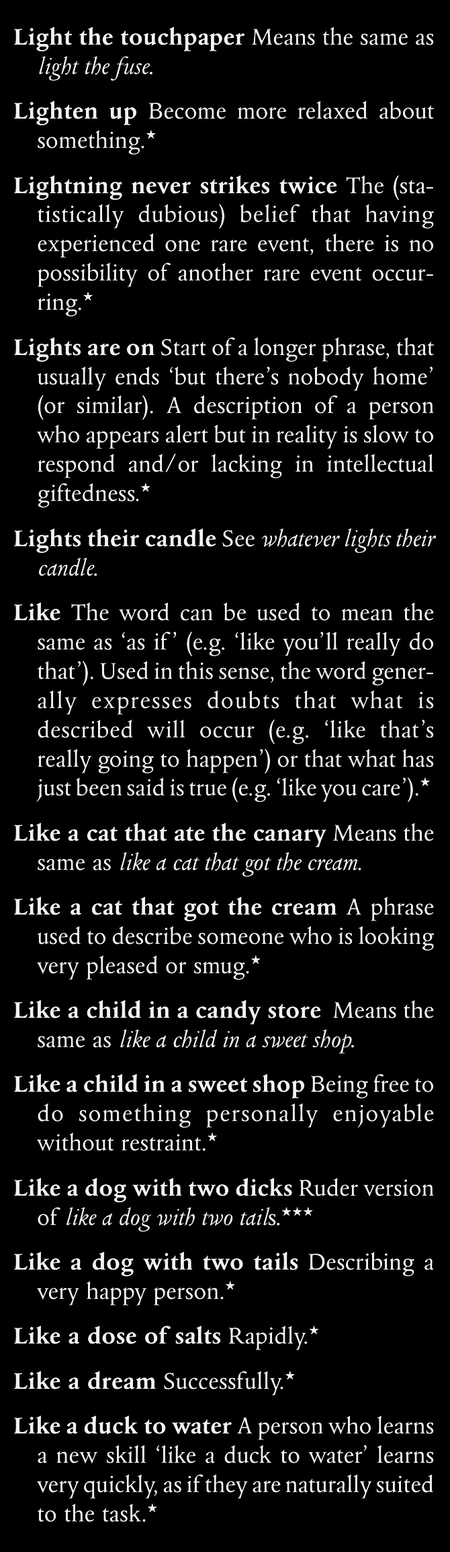 Light the touchpaper Means the same as
light the fuse.
Lighten up Become more relaxed about
something.★
Lightning never strikes twice The (sta-
tistically dubious) belief that having
experienced one rare event, there is no
possibility of another rare event occur-
ring.★
Lights are on Start of a longer phrase, that
usually ends ‘but there’s nobody home’
(or similar). A description of a person
who appears alert but in reality is slow to
respond and/or lacking in intellectual
giftedness.★
Lights their candle See whatever lights their
candle.
Like The word can be used to mean the
same as ‘as if’ (e.g. ‘like you’ll really do
that’). Used in this sense, the word gener-
ally expresses doubts that what is
described will occur (e.g. ‘like that’s
really going to happen’) or that what has
just been said is true (e.g. ‘like you care’).★
Like a cat that ate the canary Means the
same as like a cat that got the cream.
Like a cat that got the cream A phrase
used to describe someone who is looking
very pleased or smug.★
Like a child in a candy store Means the
same as like a child in a sweet shop.
Like a child in a sweet shop Being free to
do something personally enjoyable
without restraint.★
Like a dog with two dicks Ruder version
of like a dog with two tails.★★★
Like a dog with two tails Describing a
very happy person.★
Like a dose of salts Rapidly.★
Like a dream Successfully.★
Like a duck to water A person who learns
a new skill ‘like a duck to water’ learns
very quickly, as if they are naturally suited
to the task.★